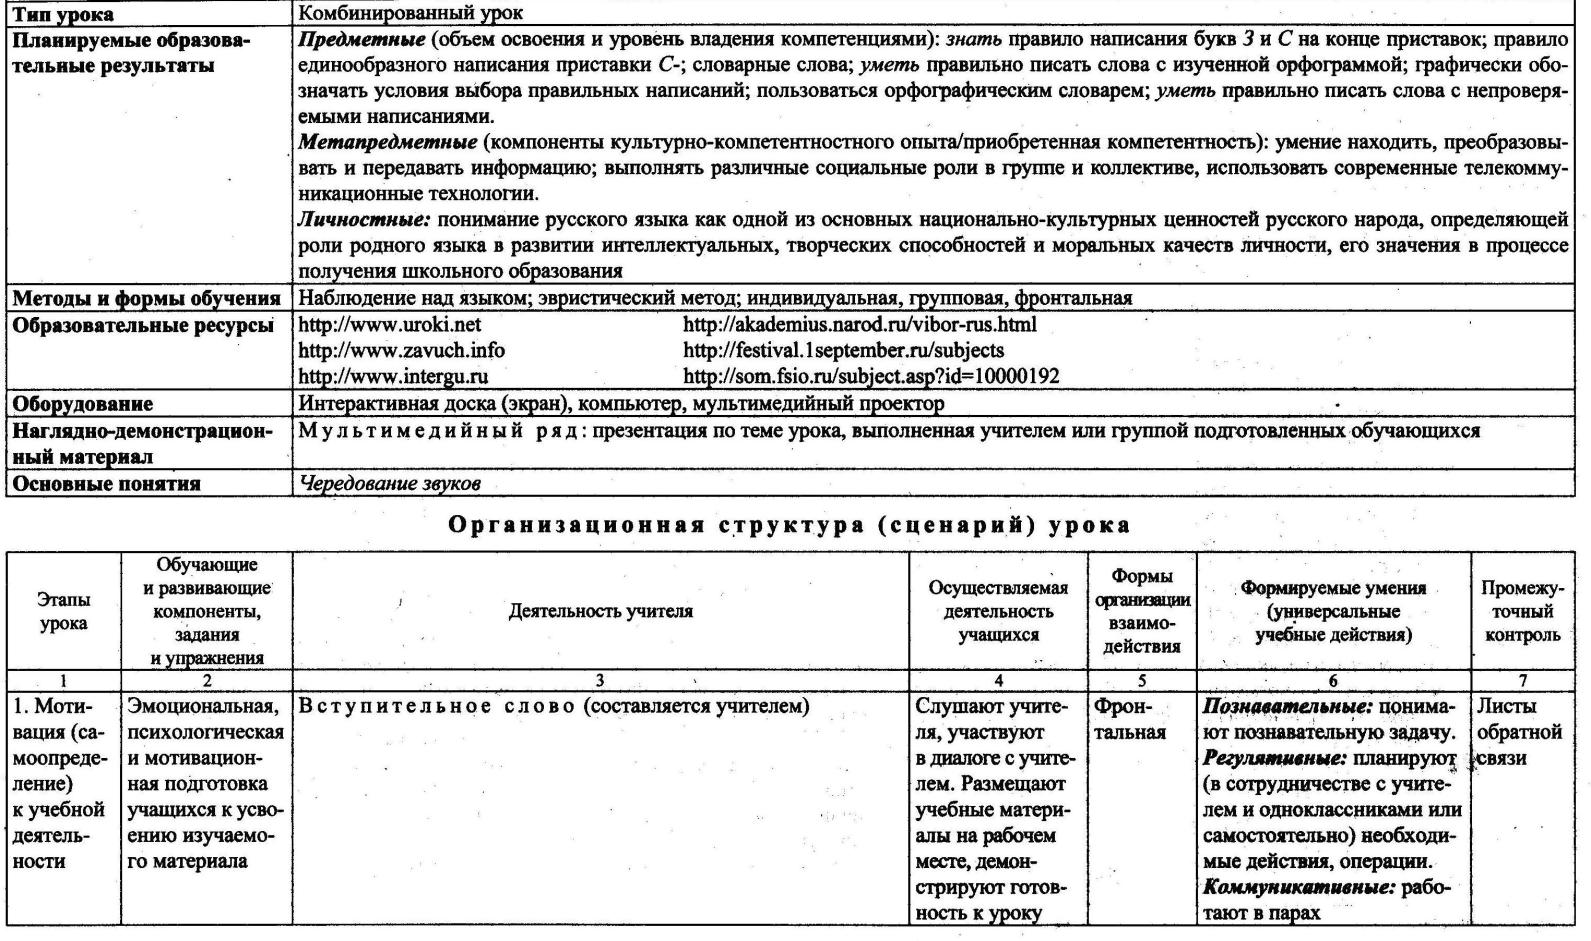 Тип урока
Комбинированный урок
Планируемые образова-
тельные результаты
Предметные (объем освоения и уровень владения компетенциями): знать правило написания букв З и С на конце приставок; правило
единообразного написания приставки С-; словарные слова; уметь правильно писать слова с изученной орфограммой; графически обо-
значать условия выбора правильных написаний; пользоваться орфографическим словарем; уметь правильно писать слова с непроверя-
емыми написаниями.
Метапредметные (компоненты культурно-компетентностного опыта/приобретенная компетентность): умение находить, преобразовы-
вать и передавать информацию; выполнять различные социальные роли в группе и коллективе, использовать современные телекомму-
никационные технологии.
Личностные: понимание русского языка как одной из основных национально-культурных ценностей русского народа, определяющей
роли родного языка в развитии интеллектуальных, творческих способностей и моральных качеств личности, его значения в процессе
получения школьного образования
Методы и формы обучения
Наблюдение над языком; эвристический метод; индивидуальная, групповая, фронтальная
Образовательные ресурсы
http://www.uroki.net http://akademius.narod.ru/vibor-rus.html
http://www.zavuch.info http://festival.1september.ru/subjects
http://www.intergu.ru http://som.fsio.ru/subject.asp?id=10000192
Оборудование
Интерактивная доска (экран), компьютер, мультимедийный проектор
Наглядно-демонстрацион-
ный материал
Мультимедийный ряд: презентация по теме урока, выполненная учителем или группой подготовленных обучающихся
Основные понятия
Чередование звуков
Организационная структура (сценарий) урока
Этапы
урока
Обучающие
и развивающие
компоненты,
задания
и упражнения
Деятельность учителя
Осуществляемая
деятельность
учащихся
Формы
организации
взаимо-
действия
Формируемые умения
(универсальные
учебные действия)
Промежу-
точный
контроль
1 2 3 4 5 6 7
1. Моти-
вация (са-
моопреде-
ление)
к учебной
деятель-
ности
Эмоциональная,
психологическая
и мотивацион-
ная подготовка
учащихся к усво-
ению изучаемо-
го материала
Вступительное слово (составляется учителем)
Слушают учите-
ля, участвуют
в диалоге с учите-
лем. Размещают
учебные матери-
алы на рабочем
месте, демон-
стрируют готов-
ность к уроку
Фрон-
тальная
Познавательные: понима-
ют познавательную задачу.
Регулятивные: планируют
(в сотрудничестве с учите-
лем и одноклассниками или
самостоятельно) необходи-
мые действия, операции.
Коммуникативные: рабо-
тают в парах
Листы
обратной
связи